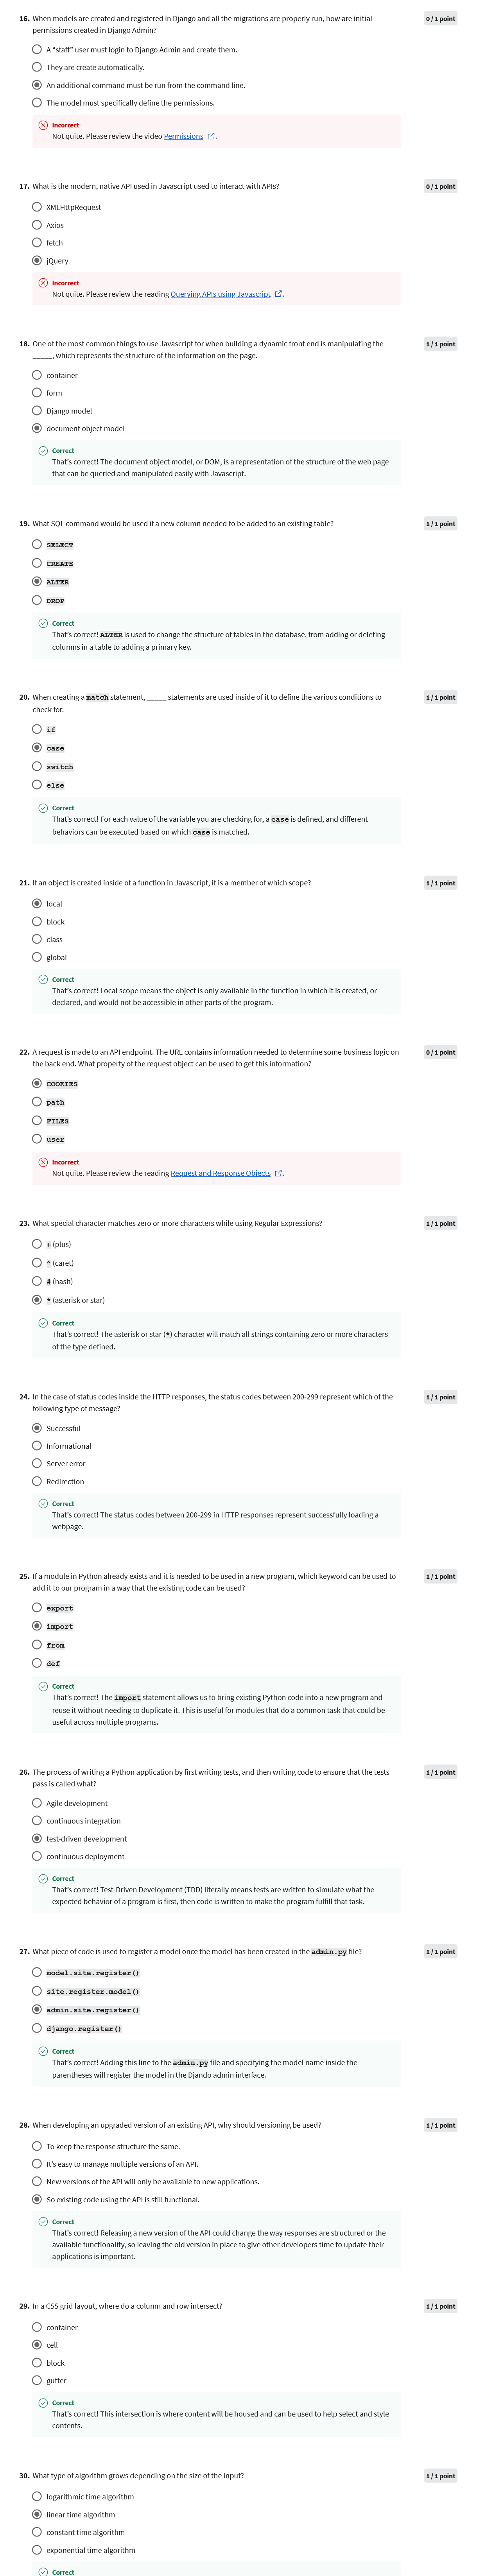 16. When models are created and registered in Django and all the migrations are properly run, how are initial
permissions created in Django Admin?
0 / 1 point
A "staff" user must login to Django Admin and create them.
They are create automatically.
An additional command must be run from the command line.
The model must specifically define the permissions.
Incorrect
Not quite. Please review the video Permissions.
17. What is the modern, native API used in Javascript used to interact with APIs?
0 / 1 point
XMLHttpRequest
Axios
fetch
jQuery
Incorrect
Not quite. Please review the reading Querying APIs using Javascript.
18. One of the most common things to use Javascript for when building a dynamic front end is manipulating the
_____, which represents the structure of the information on the page.
1 / 1 point
container
form
Django model
document object model
Correct
That's correct! The document object model, or DOM, is a representation of the structure of the web page
that can be queried and manipulated easily with Javascript.
19. What SQL command would be used if a new column needed to be added to an existing table?
1 / 1 point
SELECT
CREATE
ALTER
DROP
Correct
That's correct! ALTER is used to change the structure of tables in the database, from adding or deleting
columns in a table to adding a primary key.
20. When creating a match statement, _____ statements are used inside of it to define the various conditions to
check for.
1 / 1 point
if
case
switch
else
Correct
That's correct! For each value of the variable you are checking for, a case is defined, and different
behaviors can be executed based on which case is matched.
21. If an object is created inside of a function in Javascript, it is a member of which scope?
1 / 1 point
local
block
class
global
Correct
That's correct! Local scope means the object is only available in the function in which it is created, or
declared, and would not be accessible in other parts of the program.
22. A request is made to an API endpoint. The URL contains information needed to determine some business logic on
the back end. What property of the request object can be used to get this information?
0 / 1 point
COOKIES
path
FILES
user
Incorrect
Not quite. Please review the reading Request and Response Objects.
23. What special character matches zero or more characters while using Regular Expressions?
1 / 1 point
+ (plus)
^ (caret)
# (hash)
* (asterisk or star)
Correct
That's correct! The asterisk or star (*) character will match all strings containing zero or more characters
of the type defined.
24. In the case of status codes inside the HTTP responses, the status codes between 200-299 represent which of the
following type of message?
1 / 1 point
Successful
Informational
Server error
Redirection
Correct
That's correct! The status codes between 200-299 in HTTP responses represent successfully loading a
webpage.
25. If a module in Python already exists and it is needed to be used in a new program, which keyword can be used to
add it to our program in a way that the existing code can be used?
1 / 1 point
export
import
from
def
Correct
That's correct! The import statement allows us to bring existing Python code into a new program and
reuse it without needing to duplicate it. This is useful for modules that do a common task that could be
useful across multiple programs.
26. The process of writing a Python application by first writing tests, and then writing code to ensure that the tests
pass is called what?
1 / 1 point
Agile development
continuous integration
test-driven development
continuous deployment
Correct
That's correct! Test-Driven Development (TDD) literally means tests are written to simulate what the
expected behavior of a program is first, then code is written to make the program fulfill that task.
27. What piece of code is used to register a model once the model has been created in the admin.py file?
1 / 1 point
model.site.register()
site.register.model()
admin.site.register()
django.register()
Correct
That's correct! Adding this line to the admin.py file and specifying the model name inside the
parentheses will register the model in the Djando admin interface.
28. When developing an upgraded version of an existing API, why should versioning be used?
1 / 1 point
To keep the response structure the same.
It's easy to manage multiple versions of an API.
New versions of the API will only be available to new applications.
So existing code using the API is still functional.
Correct
That's correct! Releasing a new version of the API could change the way responses are structured or the
available functionality, so leaving the old version in place to give other developers time to update their
applications is important.
29. In a CSS grid layout, where do a column and row intersect?
1 / 1 point
container
cell
block
gutter
Correct
That's correct! This intersection is where content will be housed and can be used to help select and style
contents.
30. What type of algorithm grows depending on the size of the input?
1 / 1 point
logarithmic time algorithm
linear time algorithm
constant time algorithm
exponential time algorithm
Correct